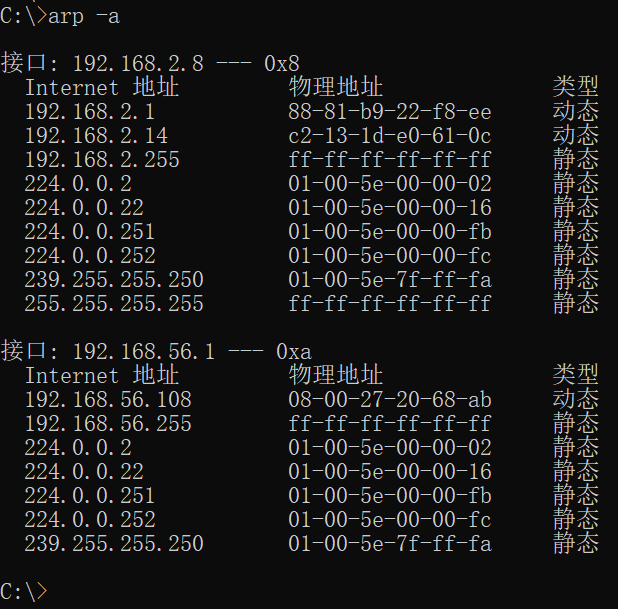 C:\>arp -a
接口: 192.168.2.8 --- 0x8
Internet 地址 物理地址 类型
192.168.2.1 88-81-b9-22-f8-ee 动态
192.168.2.14 c2-13-1d-e0-61-0c 动态
192.168.2.255 ff-ff-ff-ff-ff-ff 静态
224.0.0.2 01-00-5e-00-00-02 静态
224.0.0.22 01-00-5e-00-00-16 静态
224.0.0.251 01-00-5e-00-00-fb 静态
224.0.0.252 01-00-5e-00-00-fc 静态
239.255.255.250 01-00-5e-7f-ff-fa 静态
255.255.255.255 ff-ff-ff-ff-ff-ff 静态
接口: 192.168.56.1 --- 0xa
Internet 地址 物理地址 类型
192.168.56.108 08-00-27-20-68-ab 动态
192.168.56.255 ff-ff-ff-ff-ff-ff 静态
224.0.0.2 01-00-5e-00-00-02 静态
224.0.0.22 01-00-5e-00-00-16 静态
224.0.0.251 01-00-5e-00-00-fb 静态
224.0.0.252 01-00-5e-00-00-fc 静态
239.255.255.250 01-00-5e-7f-ff-fa 静态
C:\>